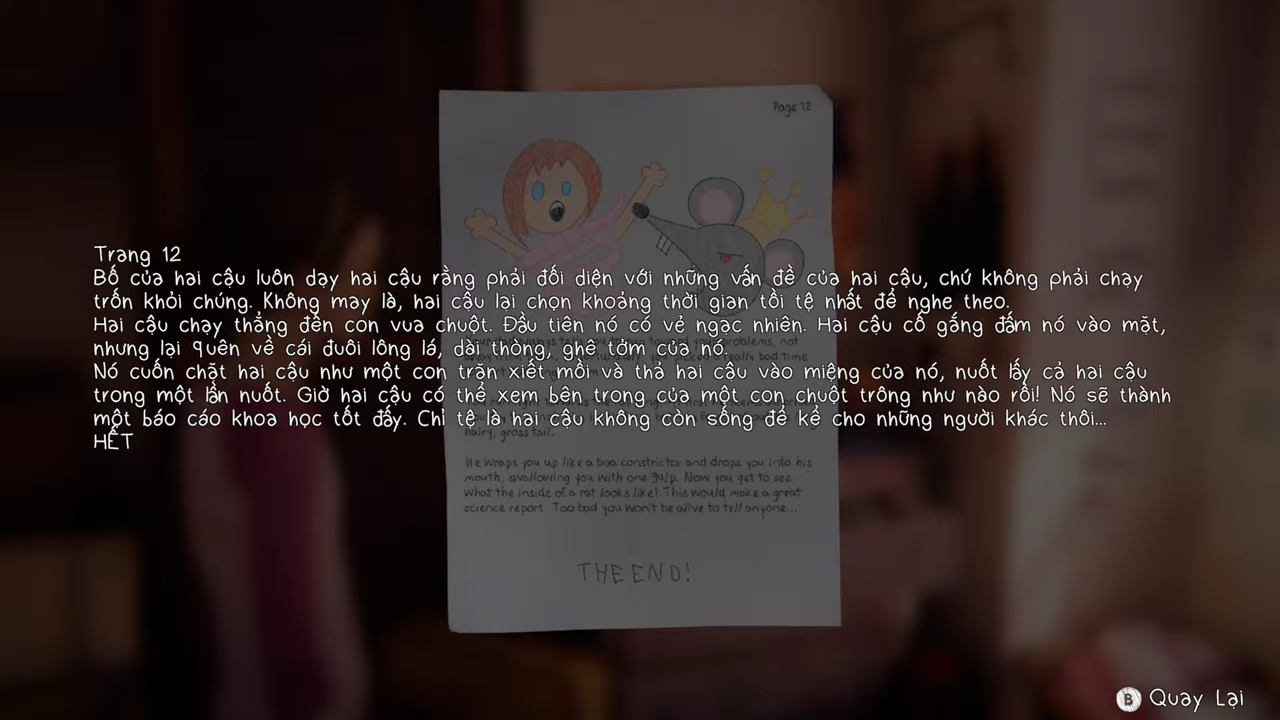 Page 12
Trang 12
Bố của hai cậu luôn dạy hai cậu rằng phải đối diện với những vấn đề của hai cậu, chứ không phải chạy
trốn khỏi chúng. Không may là, hai cậu lại chọn khoảng thời gian tồi tệ nhất để nghe theo.
Hai cậu chạy thẳng đến con vua chuột. Đầu tiên nó có vẻ ngạc nhiên. Hai cậu cố gắng đấm nó vào mặt,
nhưng lại quên về cái đuôi lông lá, dài thòng, ghê tởm của nó.
Nó cuốn chặt hai cậu như một con trăn xiết mồi và thả hai cậu vào miệng của nó, nuốt lấy cả hai cậu
trong một lần nuốt. Giờ hai cậu có thể xem bên trong của một con chuột trông như nào rồi! Nó sẽ thành
một báo cáo khoa học tốt đấy. Chỉ tệ là hai cậu không còn sống để kể cho những người khác thôi...
HẾT
hairy, gross tail.
He wraps you up like a boa constrictor and drops you into his
mouth, swallowing you with one gulp. Now you get to see
what the inside of a rat looks like! This would make a great
science report. Too bad you won't be alive to tell anyone...
THE END!
B Quay Lại